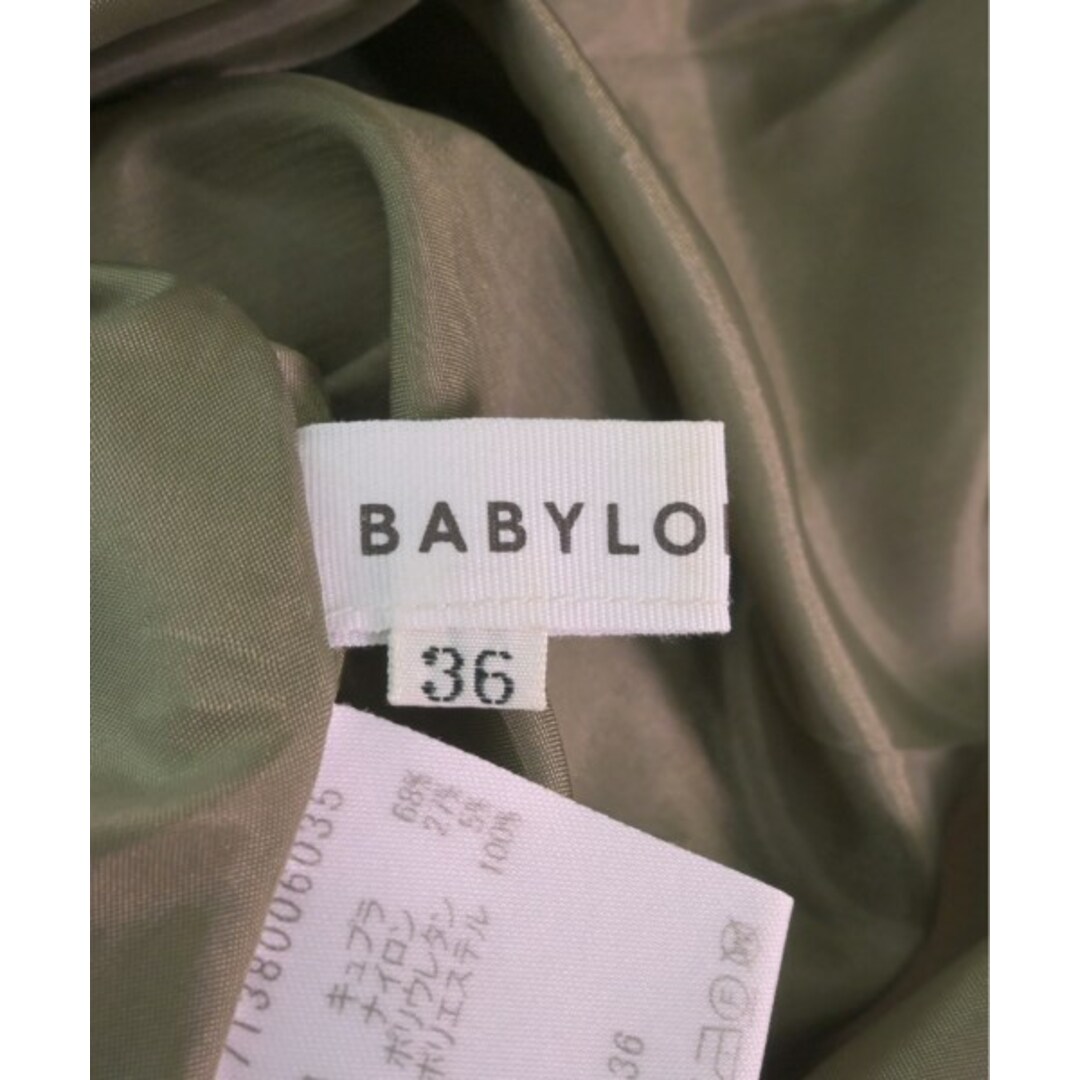 BABYLO
36
7138006035
キュプラ 68%
ナイロン 27%
ポリウレタン 5%
ポリエステル 100%
36
F
W